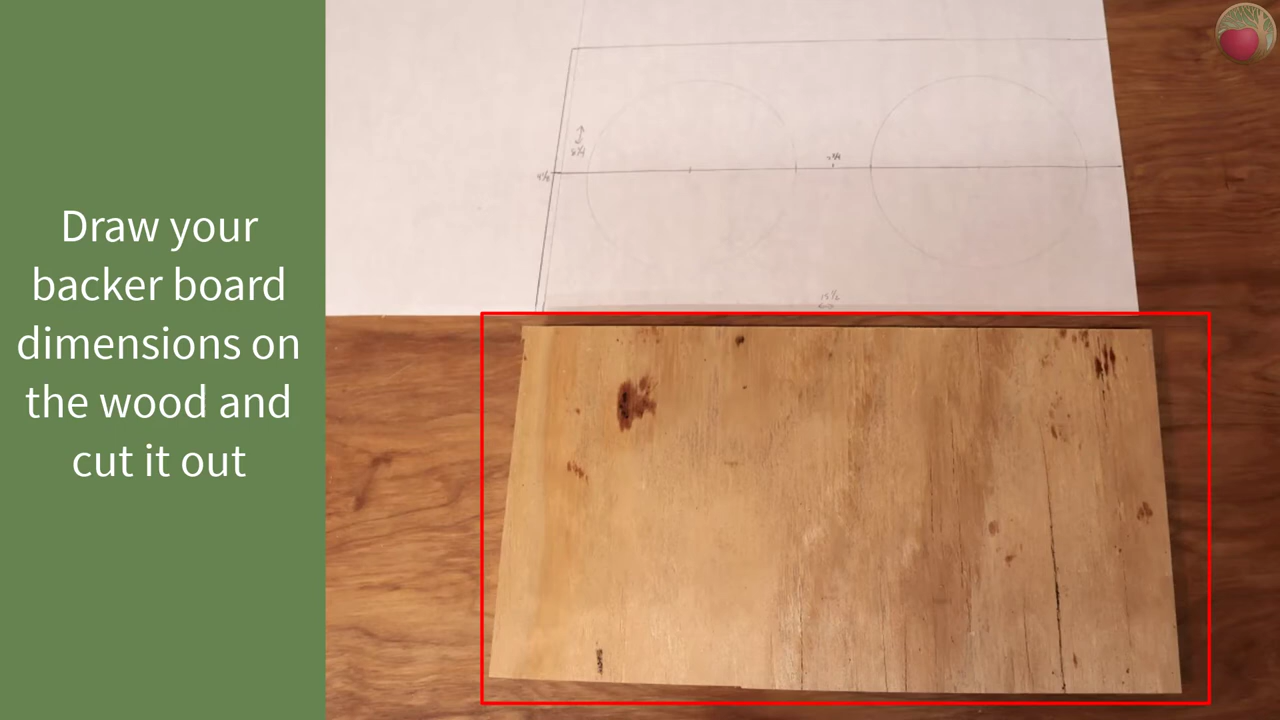 Draw your
backer board
dimensions on
the wood and
cut it out